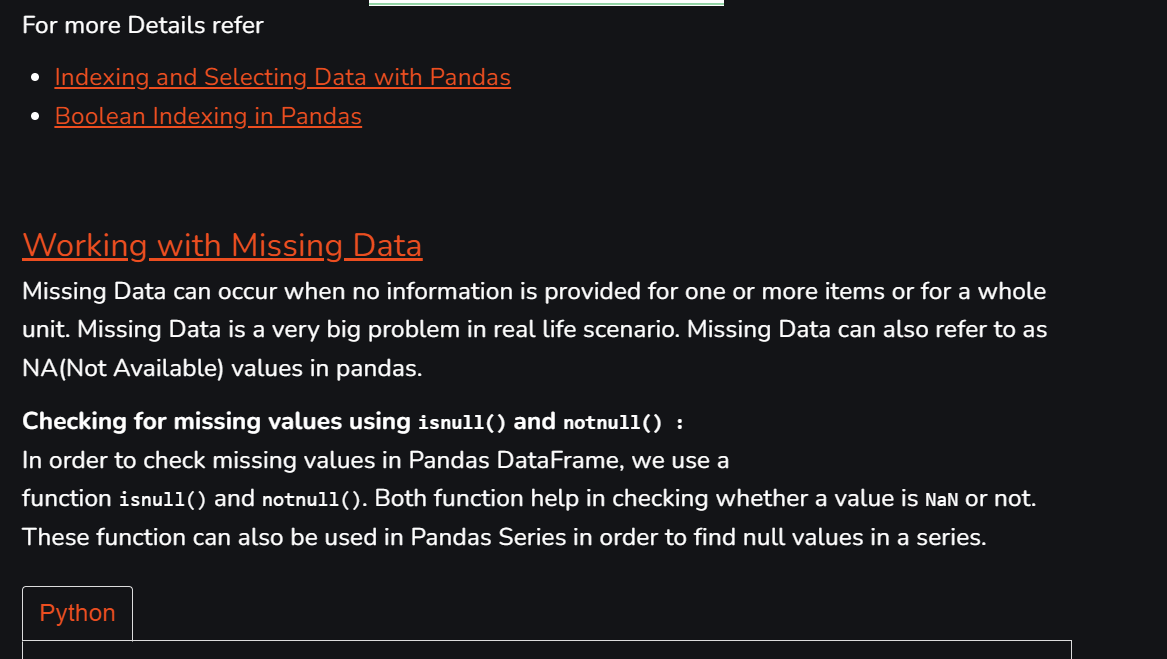 For more Details refer
Indexing and Selecting Data with Pandas
Boolean Indexing in Pandas
Working with Missing Data
Missing Data can occur when no information is provided for one or more items or for a whole
unit. Missing Data is a very big problem in real life scenario. Missing Data can also refer to as
NA(Not Available) values in pandas.
Checking for missing values using isnull() and notnull() :
In order to check missing values in Pandas DataFrame, we use a
function isnull() and notnull(). Both function help in checking whether a value is NaN or not.
These function can also be used in Pandas Series in order to find null values in a series.
Python